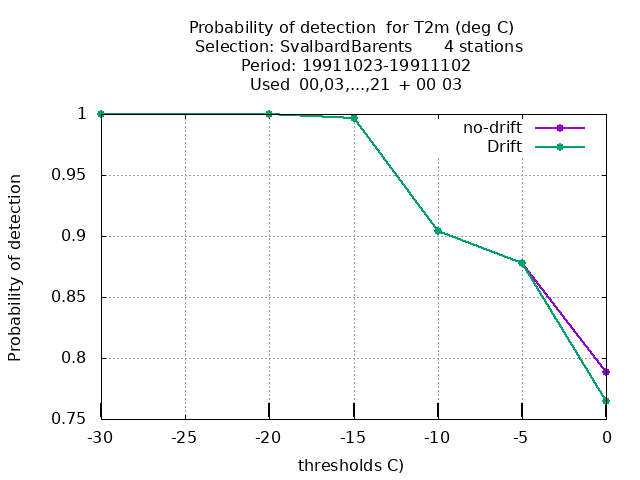 Probability of detection  for T2m (deg C)
Selection: SvalbardBarents      4 stations
Period: 19911023-19911102
Used  00,03,...,21  + 00 03
no-drift
Drift
1
0.95
0.9
0.85
0.8
0.75
Probability of detection
-30
-25
-20
-15
-10
-5
0
thresholds C)